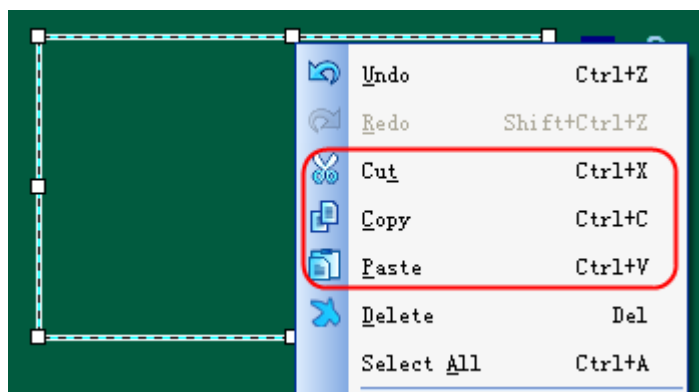 Undo Ctrl+Z
Redo Shift+Ctrl+Z
Cut Ctrl+X
Copy Ctrl+C
Paste Ctrl+V
Delete Del
Select All Ctrl+A